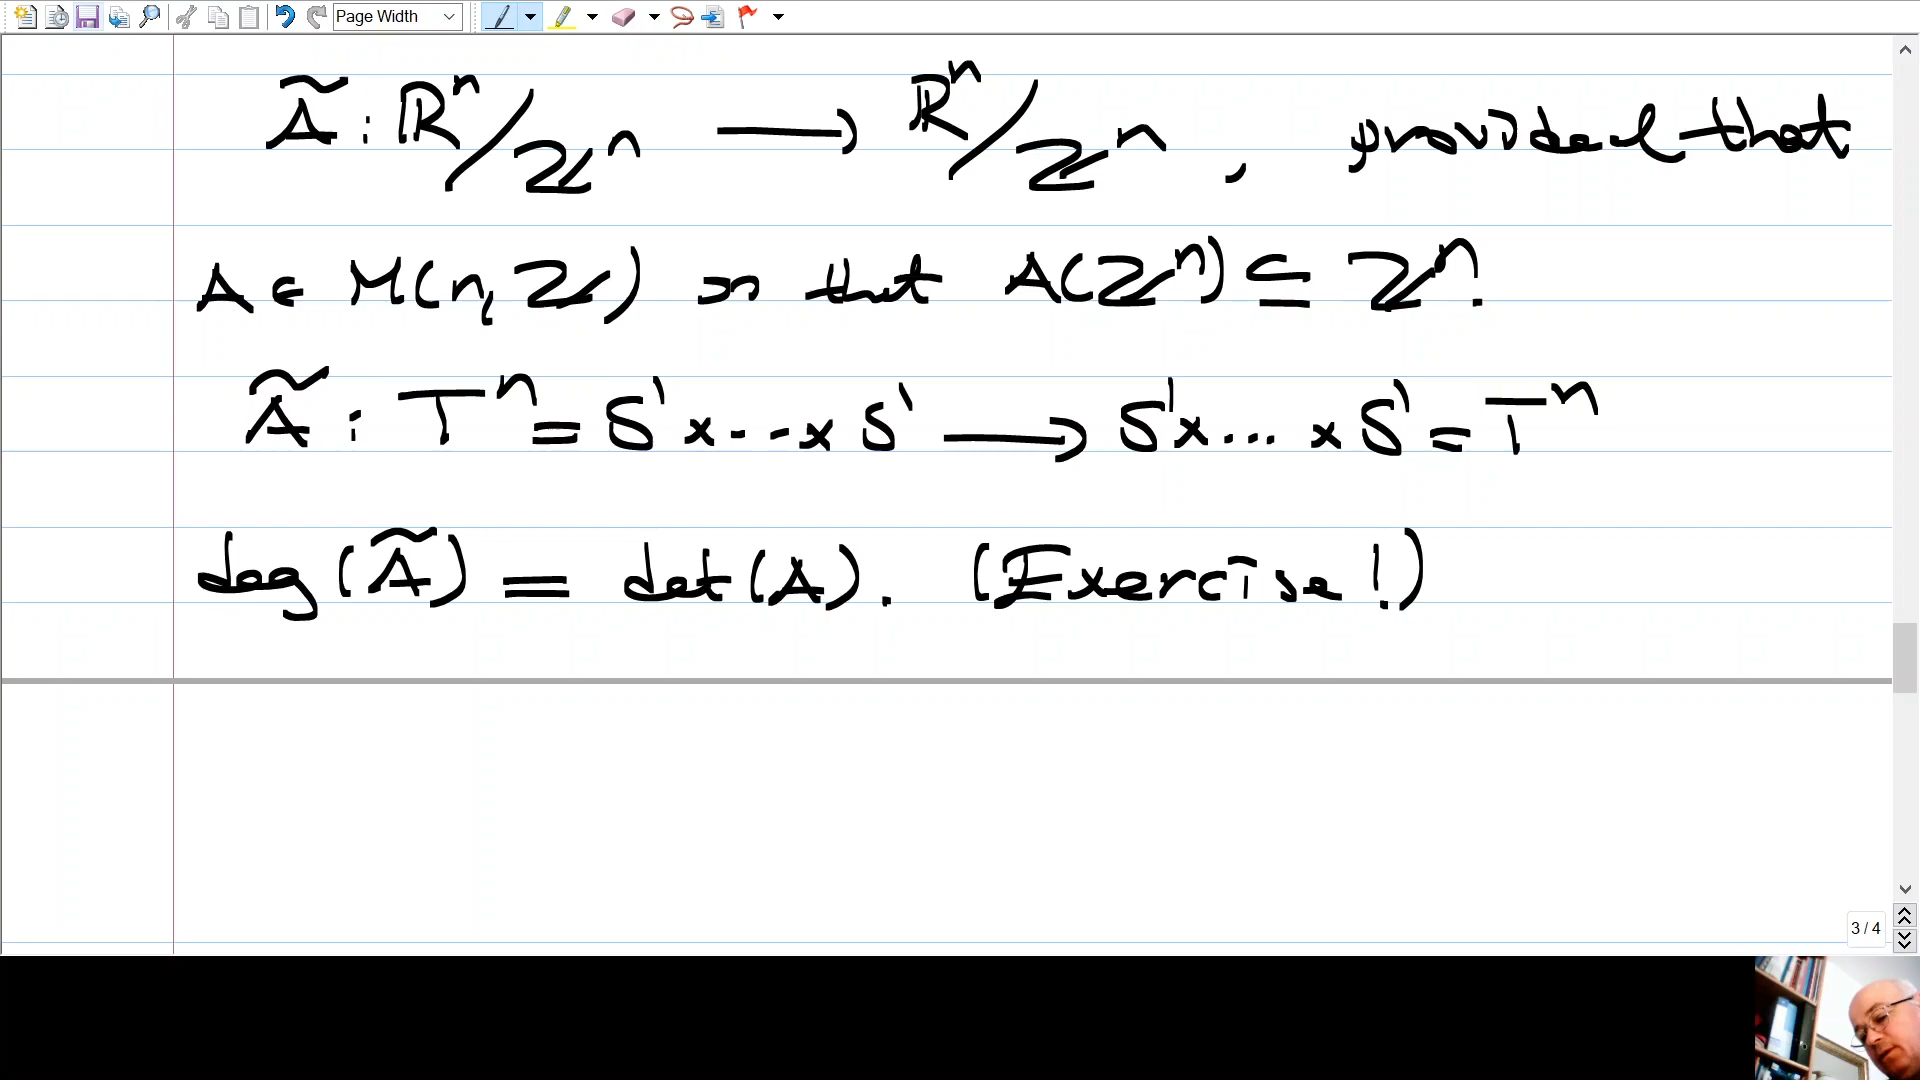 Page Width
Ã : ℝⁿ/ℤⁿ ⟶ ℝⁿ/ℤⁿ , provided that
A ∈ M(n, ℤ) so that A(ℤⁿ) ⊆ ℤⁿ.
Ã : Tⁿ = S¹ x - - x S¹ ⟶ S¹ x ... x S¹ = Tⁿ
deg(Ã) = det(A). (Exercise!)
3 / 4